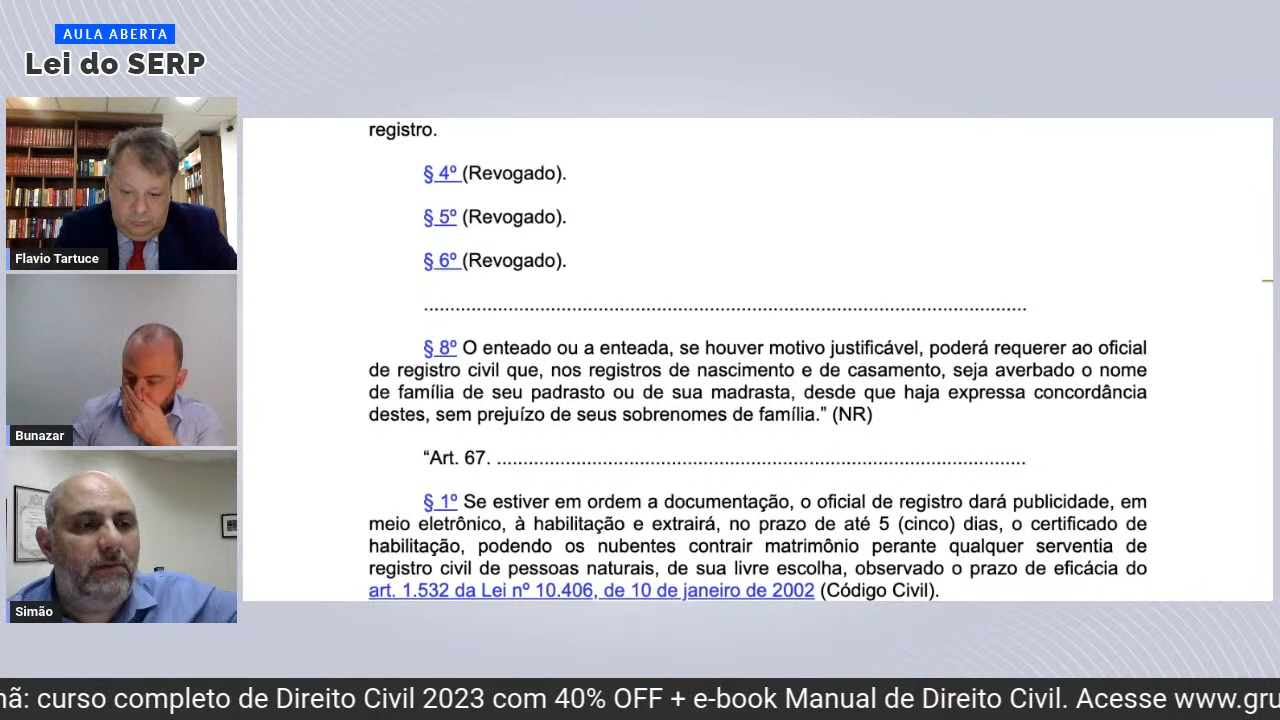 AULA ABERTA
Lei do SERP
Flavio Tartuce
Bunazar
Simão
registro.
§ 4º (Revogado).
§ 5º (Revogado).
§ 6º (Revogado).
....................................................................................................................
§ 8º O enteado ou a enteada, se houver motivo justificável, poderá requerer ao oficial
de registro civil que, nos registros de nascimento e de casamento, seja averbado o nome
de família de seu padrasto ou de sua madrasta, desde que haja expressa concordância
destes, sem prejuízo de seus sobrenomes de família.” (NR)
“Art. 67. ......................................................................................................
§ 1º Se estiver em ordem a documentação, o oficial de registro dará publicidade, em
meio eletrônico, à habilitação e extrairá, no prazo de até 5 (cinco) dias, o certificado de
habilitação, podendo os nubentes contrair matrimônio perante qualquer serventia de
registro civil de pessoas naturais, de sua livre escolha, observado o prazo de eficácia do
art. 1.532 da Lei nº 10.406, de 10 de janeiro de 2002 (Código Civil).
curso completo de Direito Civil 2023 com 40% OFF + e-book Manual de Direito Civil. Acesse